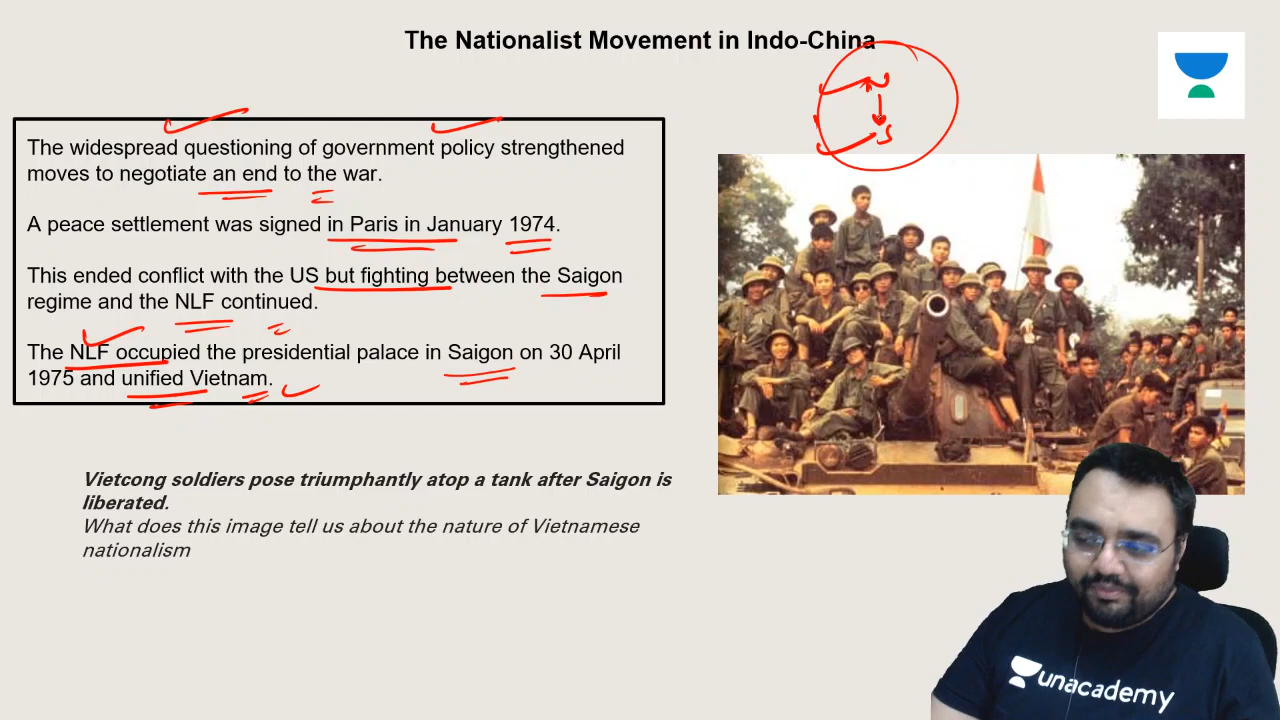 The Nationalist Movement in Indo-China
N
S
The widespread questioning of government policy strengthened
moves to negotiate an end to the war.
A peace settlement was signed in Paris in January 1974.
This ended conflict with the US but fighting between the Saigon
regime and the NLF continued.
The NLF occupied the presidential palace in Saigon on 30 April
1975 and unified Vietnam.
Vietcong soldiers pose triumphantly atop a tank after Saigon is
liberated.
What does this image tell us about the nature of Vietnamese
nationalism
unacademy